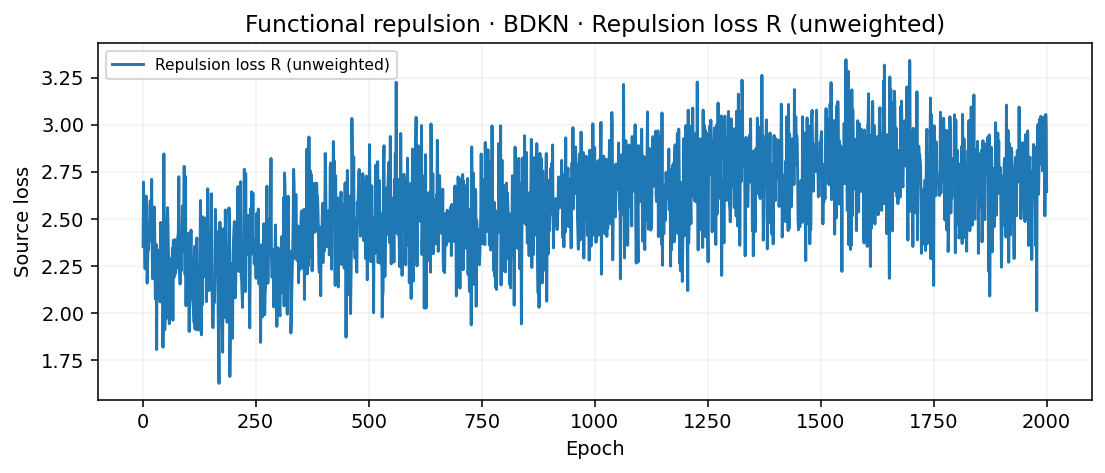 Functional repulsion · BDKN · Repulsion loss R (unweighted)
Repulsion loss R (unweighted)
Source loss
3.25
3.00
2.75
2.50
2.25
2.00
1.75
0 250 500 750 1000 1250 1500 1750 2000
Epoch